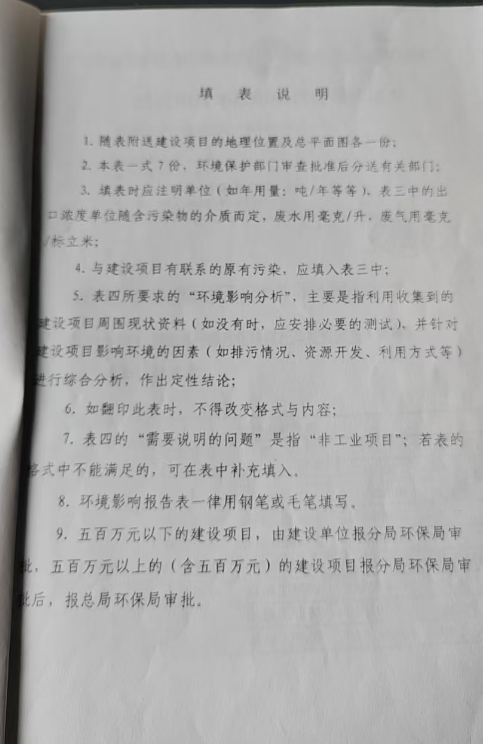 填表说明
1. 随表附送建设项目的地理位置及总平面图各一份;
2. 本表一式7份, 环境保护部门审查批准后分送有关部门;
3. 填表时应注明单位 (如年用量: 吨/年等等)、表三中的出
口浓度单位随含污染物的介质而定, 废水用毫克/升, 废气用毫克
/标立米;
4. 与建设项目有联系的原有污染, 应填入表三中;
5. 表四所要求的“环境影响分析”, 主要是指利用收集到的
建设项目周围现状资料 (如没有时, 应安排必要的测试)、并针对
建设项目影响环境的因素 (如排污情况、资源开发、利用方式等)
进行综合分析, 作出定性结论;
6. 如翻印此表时, 不得改变格式与内容;
7. 表四的“需要说明的问题”是指“非工业项目”; 若表的
格式中不能满足的, 可在表中补充填入。
8. 环境影响报告表一律用钢笔或毛笔填写。
9. 五百万元以下的建设项目, 由建设单位报分局环保局审
批, 五百万元以上的 (含五百万元) 的建设项目报分局环保局审
批后, 报总局环保局审批。